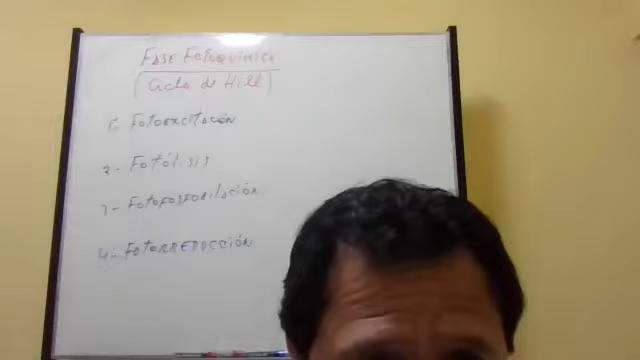 FASE FOTOQUÍMICA
(Ciclo de Hill)
1. FotoExcitación
2. Fotólisis
3- FotoFosforilación
4- FotoRREDUCCIÓN